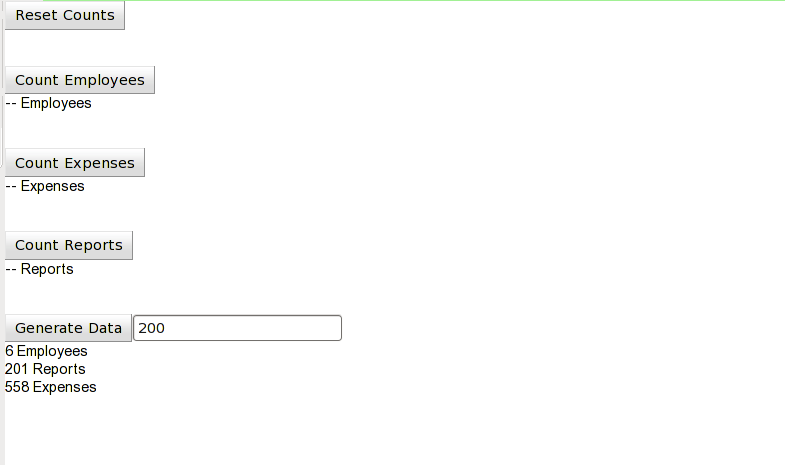 Reset Counts
Count Employees
-- Employees
Count Expenses
-- Expenses
Count Reports
-- Reports
Generate Data 200
6 Employees
201 Reports
558 Expenses